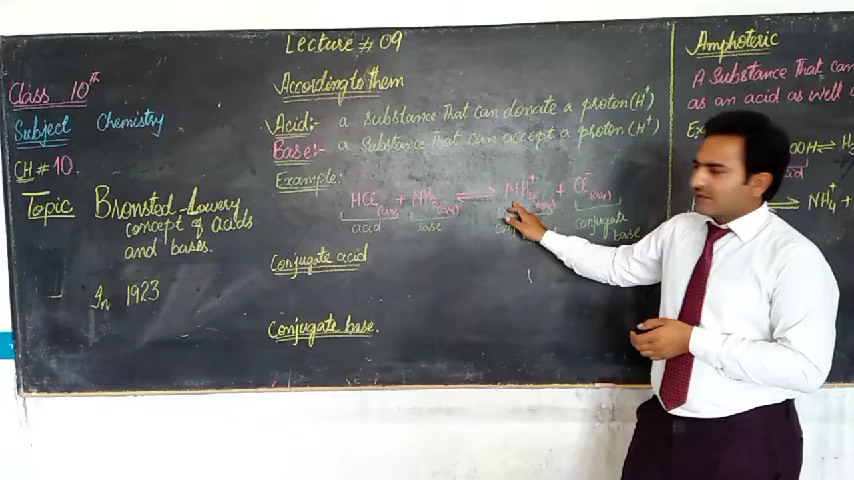 Lecture # 09
Class 10th
Subject Chemistry
CH# 10.
Topic Bronsted-Lowery
concept of acids
and bases.
In 1923
According to them
Acid:- a Substance That can donate a proton (H+)
Base:- a Substance That can accept a proton (H+)
Example:
HCl(aq) + NH3(aq) ⇌ NH4+(aq) + Cl-(aq)
acid base conjugate
base
Conjugate acid
Conjugate base.
Amphoteric
A Substance That can
as an acid as well
OOH ⇌ H
acid
⇌ NH4+ +